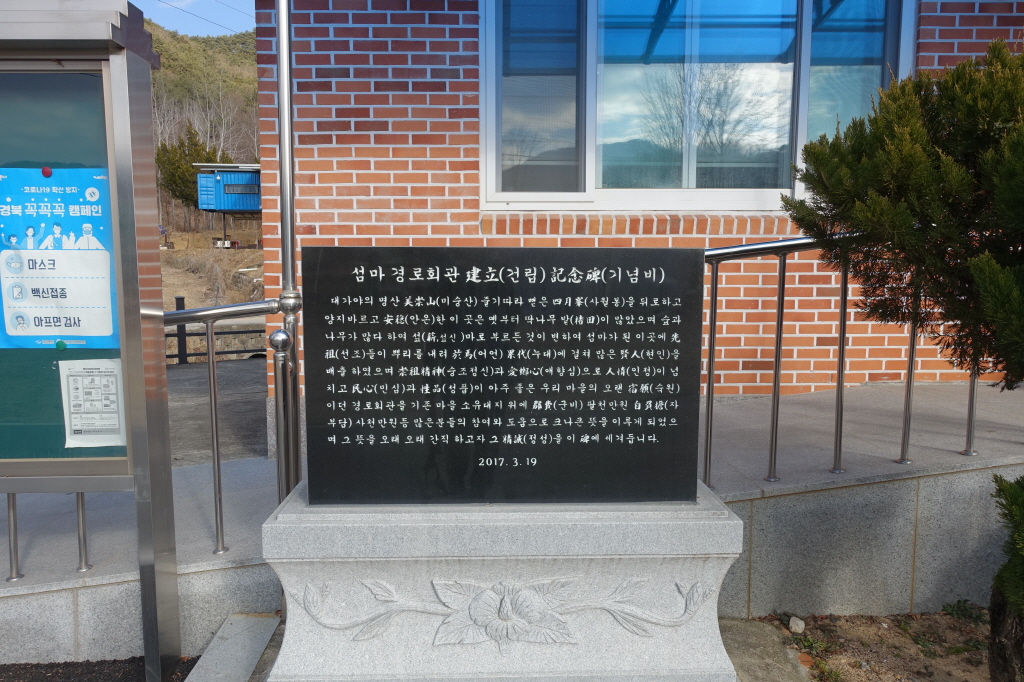 ·코로나19 확산 방지·
경북 꼭꼭꼭 캠페인
마스크
백신접종
아프면검사
섬마 경로회관 建立(건립) 記念碑(기념비)
대가야의 명산 美崇山(미숭산) 줄기따라 뻗은 四月峯(사월봉)을 뒤로하고
양지바르고 安穩(안온)한 이 곳은 옛부터 딱나무 밭(楮田)이 많았으며 숲과
나무가 많다 하여 섭(薪,섭신)마로 부르든 것이 변하여 섬마가 된 이곳에 先
祖(선조)들이 뿌리를 내려 於焉(어언) 累代(누대)에 걸쳐 많은 賢人(현인)을
배출 하였으며 崇祖精神(숭조정신)과 愛鄕心(애향심)으로 人情(인정)이 넘
치고 民心(민심)과 性品(성품)이 아주 좋은 우리 마을의 오랜 宿願(숙원)
이던 경로회관을 기존 마을 소유대지 위에 郡費(군비) 팔천만원 自負擔(자
부담) 사천만원등 많은분들의 참여와 도움으로 크나큰 뜻을 이루게 되었으
며 그 뜻을 오래 오래 간직 하고자 그 精誠(정성)을 이 碑에 세겨둡니다.
2017. 3. 19